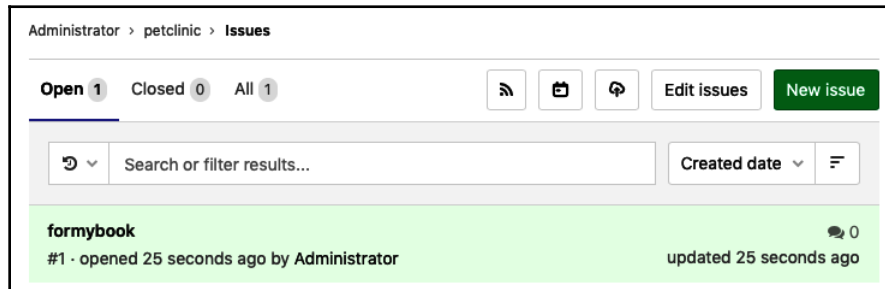 Administrator > petclinic > Issues
Open 1 Closed 0 All 1 Edit issues New issue
Search or filter results... Created date
formybook 0
#1 · opened 25 seconds ago by Administrator updated 25 seconds ago